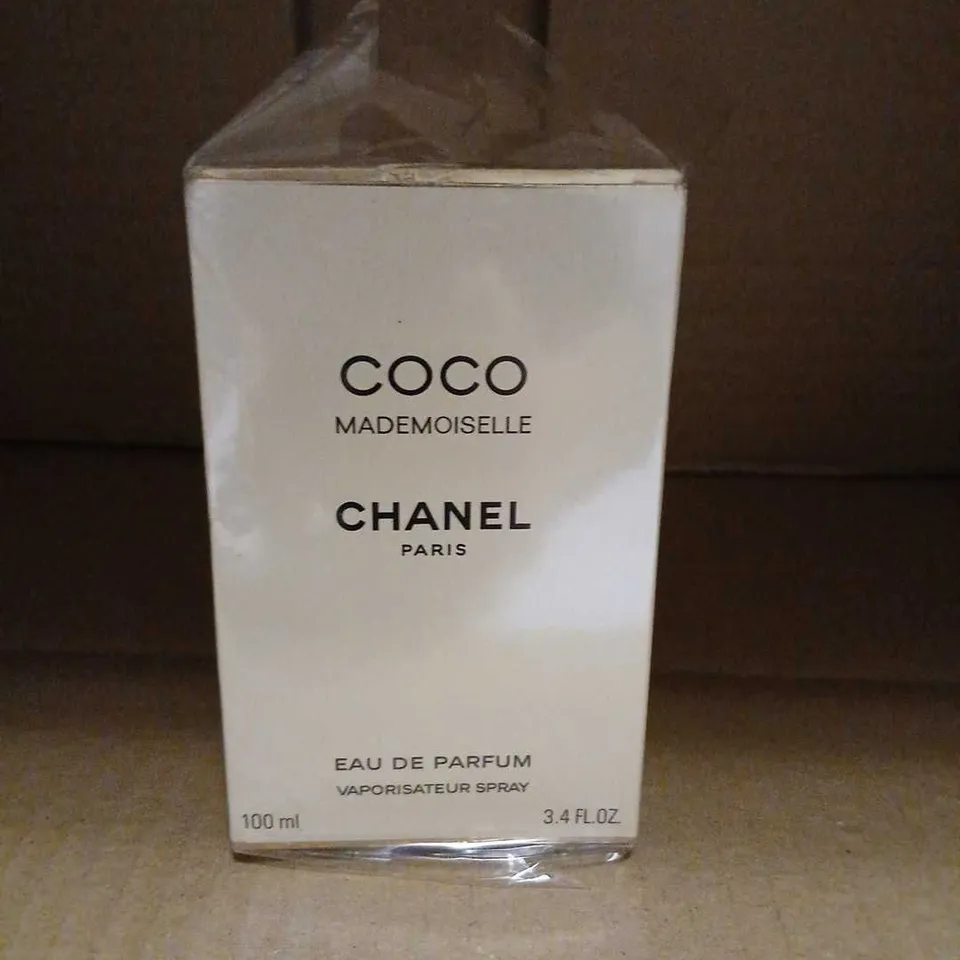 COCO
MADEMOISELLE
CHANEL
PARIS
EAU DE PARFUM
VAPORISATEUR SPRAY
100 ml 3.4 FL.OZ.